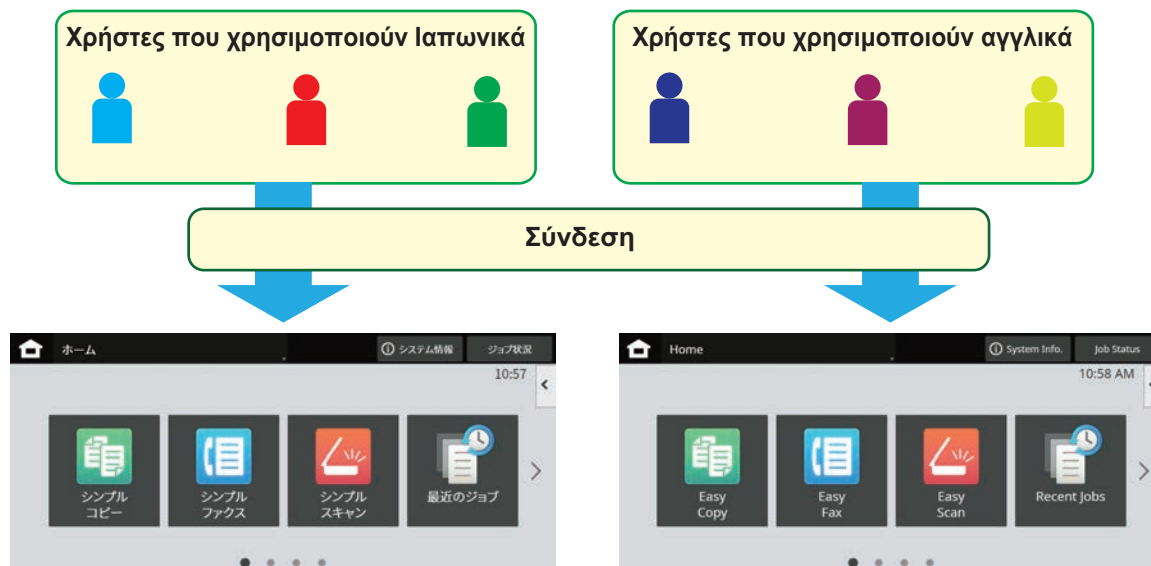 Χρήστες που χρησιμοποιούν Ιαπωνικά
Χρήστες που χρησιμοποιούν αγγλικά
Σύνδεση
ホーム
システム情報
ジョブ状況
10:57
シンプル
コピー
シンプル
ファクス
シンプル
スキャン
最近のジョブ
Home
System Info.
Job Status
10:58 AM
Easy
Copy
Easy
Fax
Easy
Scan
Recent Jobs